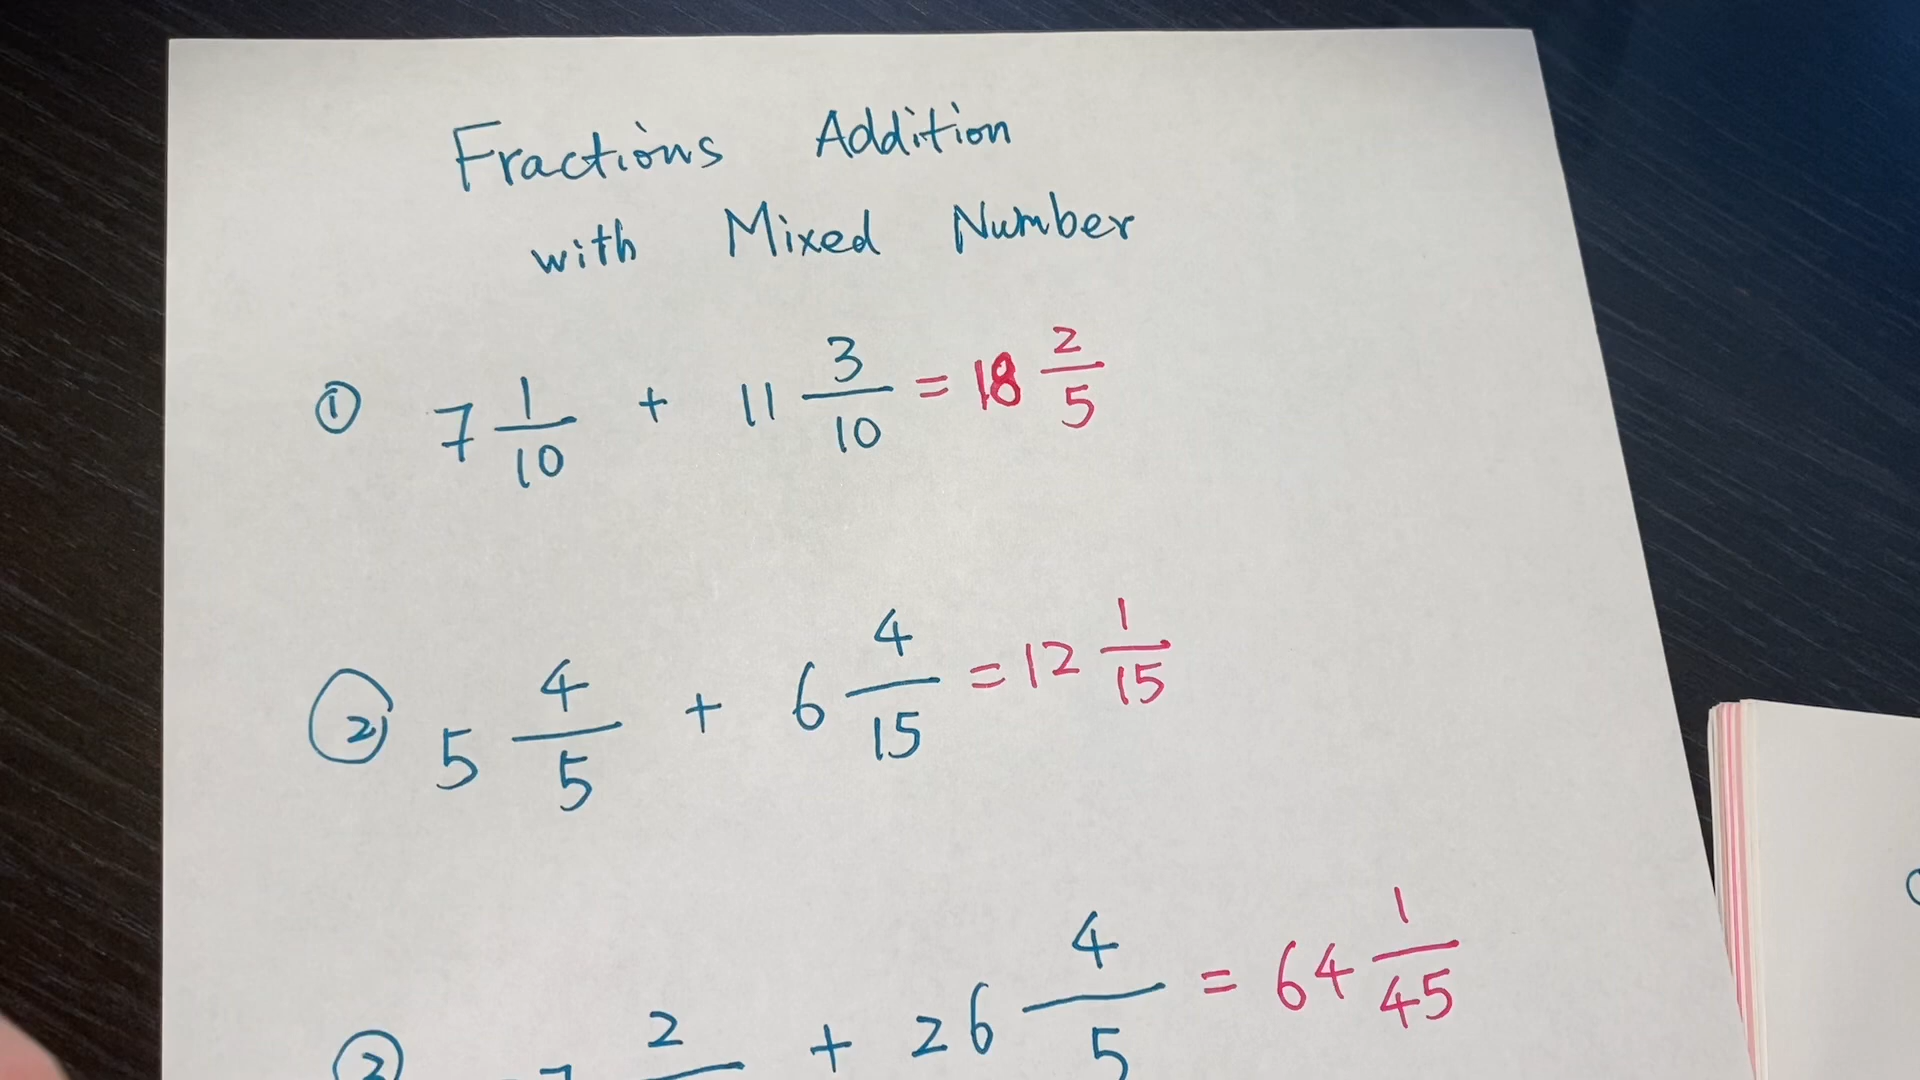 Fractions Addition
with Mixed Number
① 7 1/10 + 11 3/10 = 18 2/5
② 5 4/5 + 6 4/15 = 12 1/15
2 + 26 4/5 = 64 1/45